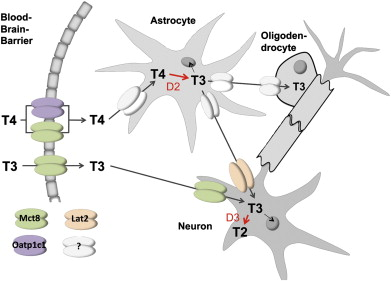 Blood-
Brain-
Barrier
Astrocyte
Oligoden-
drocyte
T4
T3
D2
T3
T4
T4
T3
T3
Mct8
Lat2
Oatp1c1
?
Neuron
D3
T3
T2